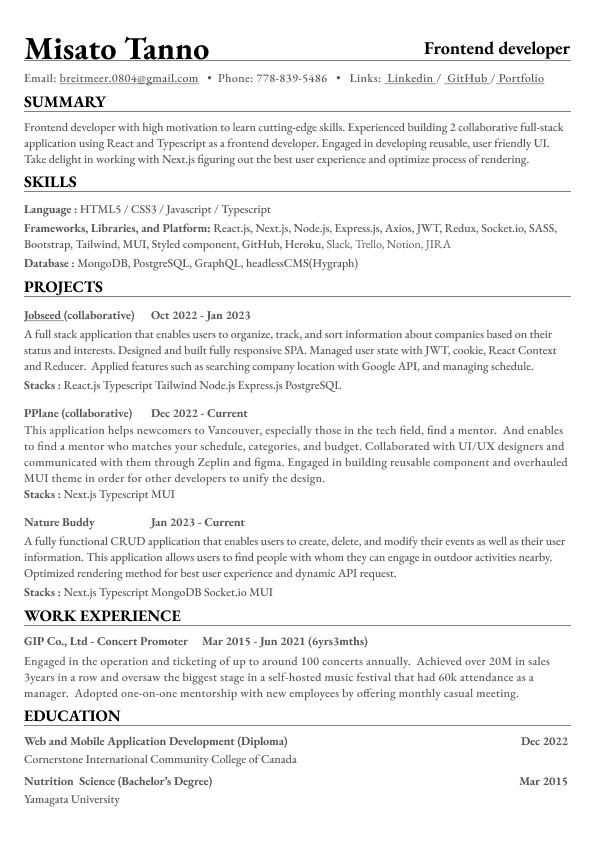 Misato Tanno
Frontend developer
Email: breitmeer.0804@gmail.com • Phone: 778-839-5486 • Links: Linkedin / GitHub / Portfolio
SUMMARY
Frontend developer with high motivation to learn cutting-edge skills. Experienced building 2 collaborative full-stack
application using React and Typescript as a frontend developer. Engaged in developing reusable, user friendly UI.
Take delight in working with Next.js figuring out the best user experience and optimize process of rendering.
SKILLS
Language : HTML5 / CSS3 / Javascript / Typescript
Frameworks, Libraries, and Platform: React.js, Next.js, Node.js, Express.js, Axios, JWT, Redux, Socket.io, SASS,
Bootstrap, Tailwind, MUI, Styled component, GitHub, Heroku, Slack, Trello, Notion, JIRA
Database : MongoDB, PostgreSQL, GraphQL, headlessCMS(Hygraph)
PROJECTS
Jobseed (collaborative) Oct 2022 - Jan 2023
A full stack application that enables users to organize, track, and sort information about companies based on their
status and interests. Designed and built fully responsive SPA. Managed user state with JWT, cookie, React Context
and Reducer. Applied features such as searching company location with Google API, and managing schedule.
Stacks : React.js Typescript Tailwind Node.js Express.js PostgreSQL
PPlane (collaborative) Dec 2022 - Current
This application helps newcomers to Vancouver, especially those in the tech field, find a mentor. And enables
to find a mentor who matches your schedule, categories, and budget. Collaborated with UI/UX designers and
communicated with them through Zeplin and figma. Engaged in building reusable component and overhauled
MUI theme in order for other developers to unify the design.
Stacks : Next.js Typescript MUI
Nature Buddy Jan 2023 - Current
A fully functional CRUD application that enables users to create, delete, and modify their events as well as their user
information. This application allows users to find people with whom they can engage in outdoor activities nearby.
Optimized rendering method for best user experience and dynamic API request.
Stacks : Next.js Typescript MongoDB Socket.io MUI
WORK EXPERIENCE
GIP Co., Ltd - Concert Promoter Mar 2015 - Jun 2021 (6yrs3mths)
Engaged in the operation and ticketing of up to around 100 concerts annually. Achieved over 20M in sales
3years in a row and oversaw the biggest stage in a self-hosted music festival that had 60k attendance as a
manager. Adopted one-on-one mentorship with new employees by offering monthly casual meeting.
EDUCATION
Web and Mobile Application Development (Diploma) Dec 2022
Cornerstone International Community College of Canada
Nutrition Science (Bachelor’s Degree) Mar 2015
Yamagata University